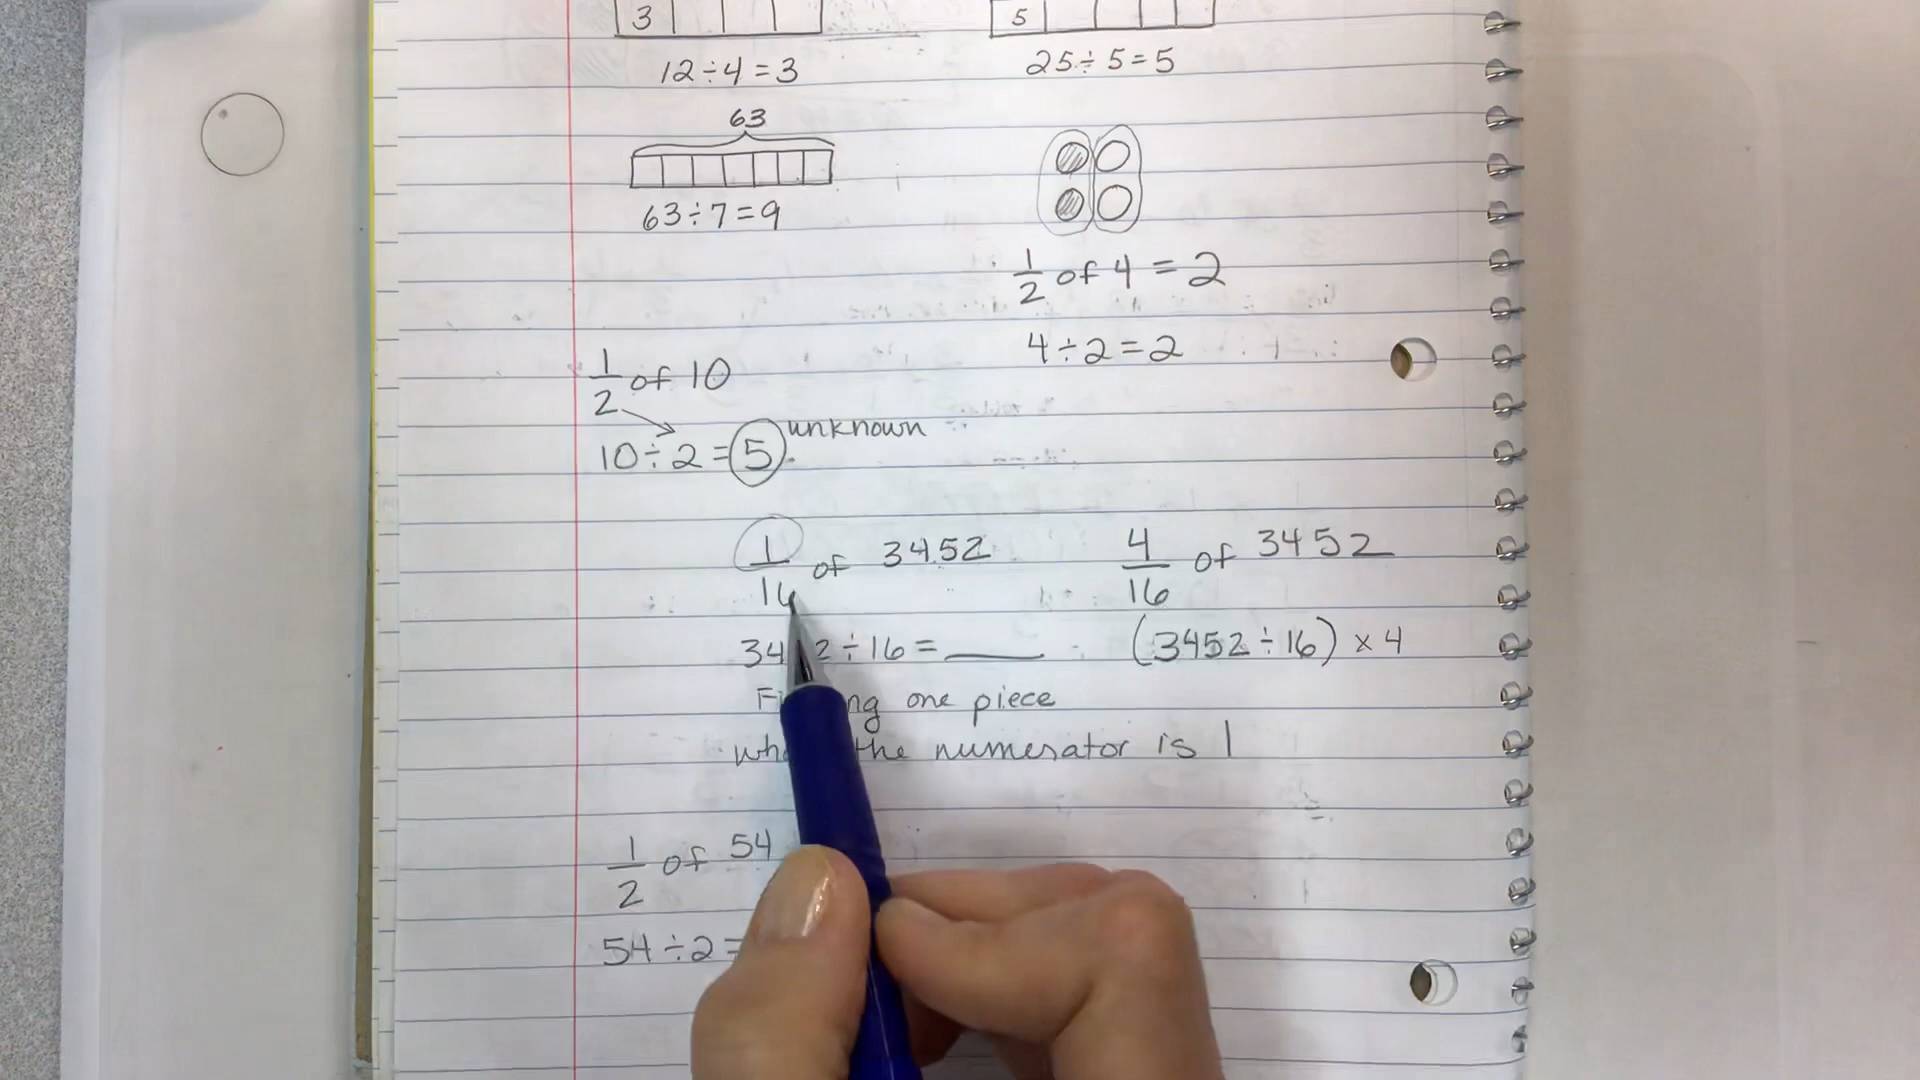 3
5
12÷4=3
25÷5=5
63
63÷7=9
1/2 of 4 = 2
4÷2=2
1/2 of 10
10÷2=5 unknown
1/16 of 3452
4/16 of 3452
÷16=
(3452÷16) x 4
one piece
the numerator is 1
1/2 of 54
54÷2=